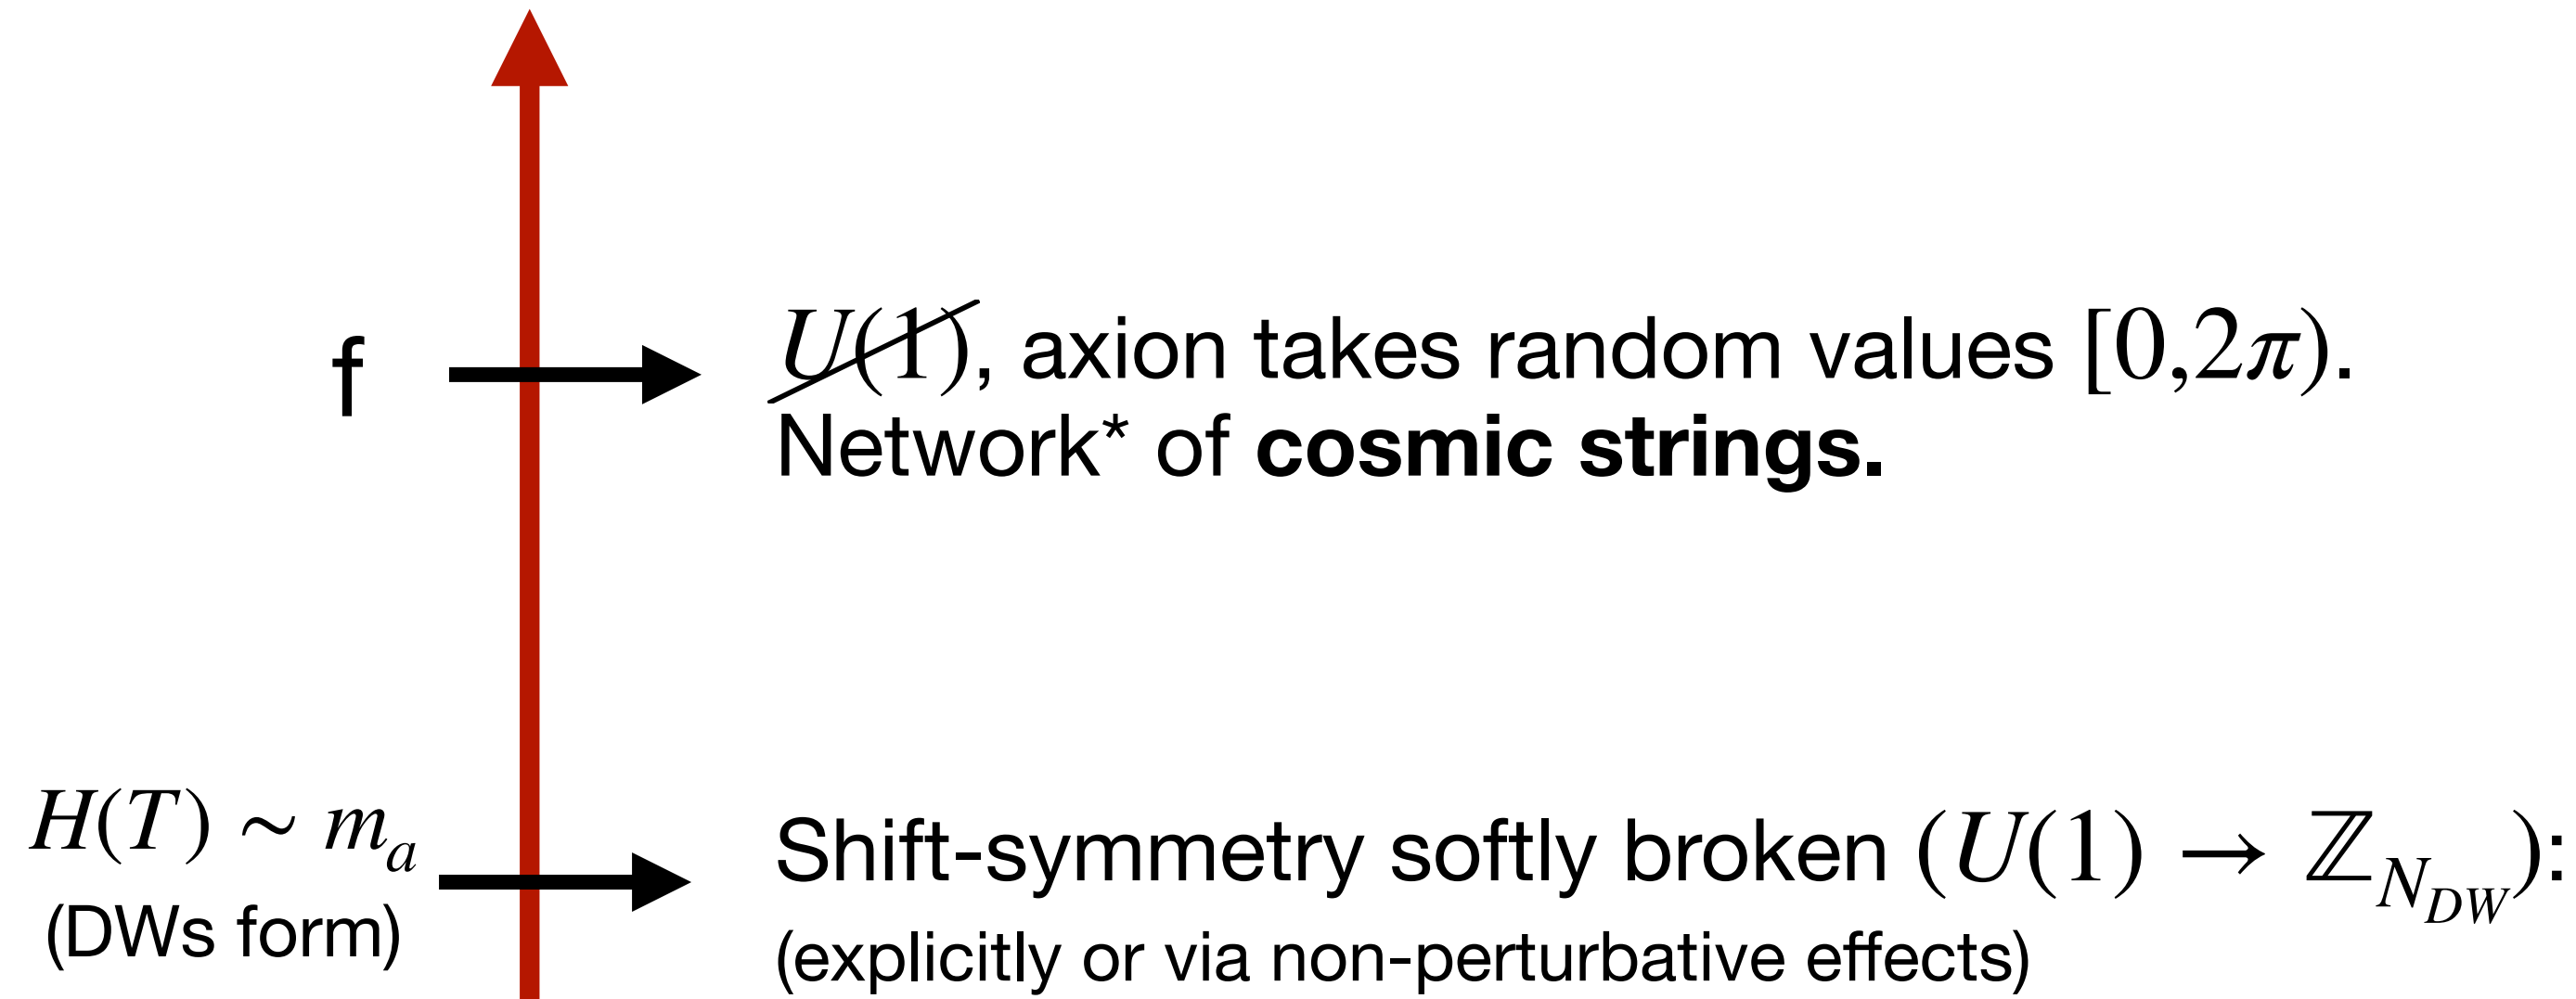 f
U(1), axion takes random values [0,2π).
Network* of cosmic strings.
H(T) ∼ mₐ
(DWs form)
Shift-symmetry softly broken (U(1) → ℤ_{N_{DW}}):
(explicitly or via non-perturbative effects)